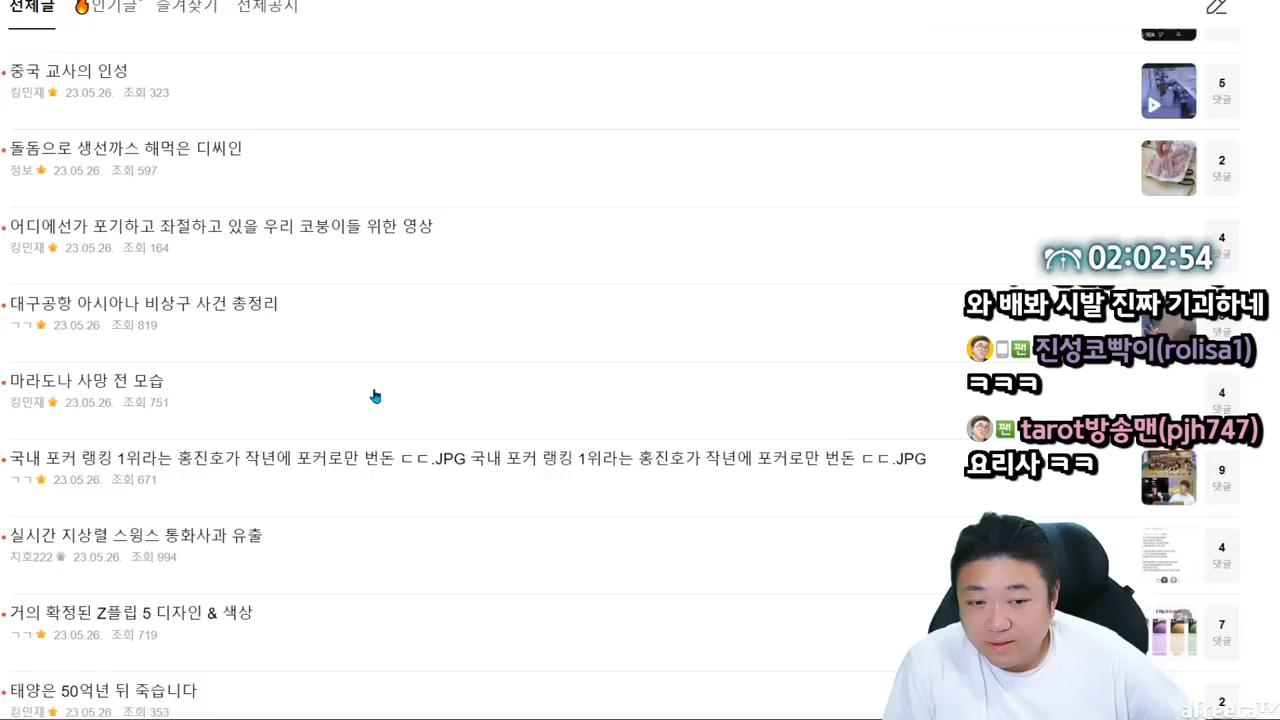 전체글 🔥인기글 즐겨찾기 전체공지
중국 교사의 인성
킹민재 23.05.26. 조회 323
5
댓글
돌돔으로 생선까스 해먹은 디씨인
정보 23.05.26. 조회 597
2
댓글
어디에선가 포기하고 좌절하고 있을 우리 코붕이들 위한 영상
킹민재 23.05.26. 조회 164
4
02:02:54
대구공항 아시아나 비상구 사건 총정리
ㄱㄱ 23.05.26. 조회 819
와 배봐 시발 진짜 기괴하네
댓글
팬 진성코빡이(rolisa1)
ㅋㅋㅋ
마라도나 사망 전 모습
킹민재 23.05.26. 조회 751
4
댓글
팬 tarot방송맨(pjh747)
요리사 ㅋㅋ
국내 포커 랭킹 1위라는 홍진호가 작년에 포커로만 번돈 ㄷㄷ.JPG 국내 포커 랭킹 1위라는 홍진호가 작년에 포커로만 번돈 ㄷㄷ.JPG
ㄱㄱ 23.05.26. 조회 671
9
댓글
실시간 지상렬 스윙스 통화사과 유출
치호222 23.05.26. 조회 994
4
댓글
거의 확정된 Z플립 5 디자인 & 색상
ㄱㄱ 23.05.26. 조회 719
2+
7
댓글
태양은 50억년 뒤 죽습니다
킹민재 23.05.26. 조회 353
2
afreecaTV